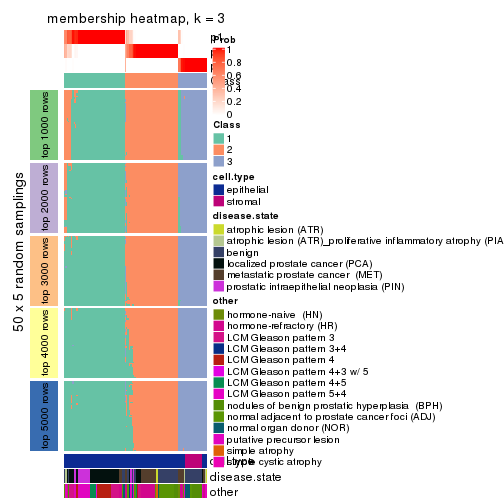 membership heatmap, k = 3
50 x 5 random samplings
top 1000 rows
top 2000 rows
top 3000 rows
top 4000 rows
top 5000 rows
p1
Prob
1
0.8
0.6
0.4
0.2
0
Class
1
2
3
cell.type
epithelial
stromal
disease.state
atrophic lesion (ATR)
atrophic lesion (ATR)_proliferative inflammatory atrophy (PIA
benign
localized prostate cancer (PCA)
metastatic prostate cancer (MET)
prostatic intraepithelial neoplasia (PIN)
other
hormone-naive (HN)
hormone-refractory (HR)
LCM Gleason pattern 3
LCM Gleason pattern 3+4
LCM Gleason pattern 4
LCM Gleason pattern 4+3 w/ 5
LCM Gleason pattern 4+5
LCM Gleason pattern 5+4
nodules of benign prostatic hyperplasia (BPH)
normal adjacent to prostate cancer foci (ADJ)
normal organ donor (NOR)
putative precursor lesion
simple atrophy
cystic atrophy
disease.state
other